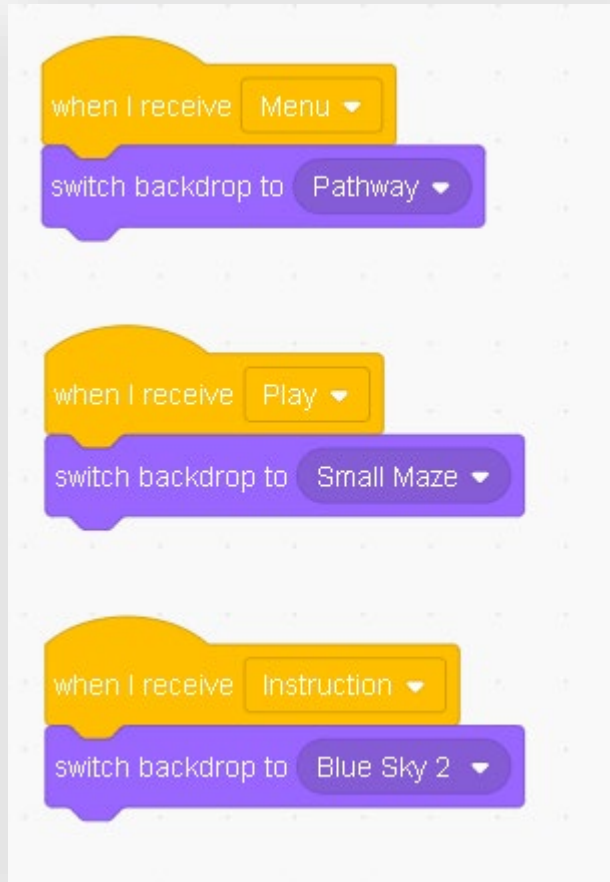 when I receive Menu
switch backdrop to Pathway
when I receive Play
switch backdrop to Small Maze
when I receive Instruction
switch backdrop to Blue Sky 2